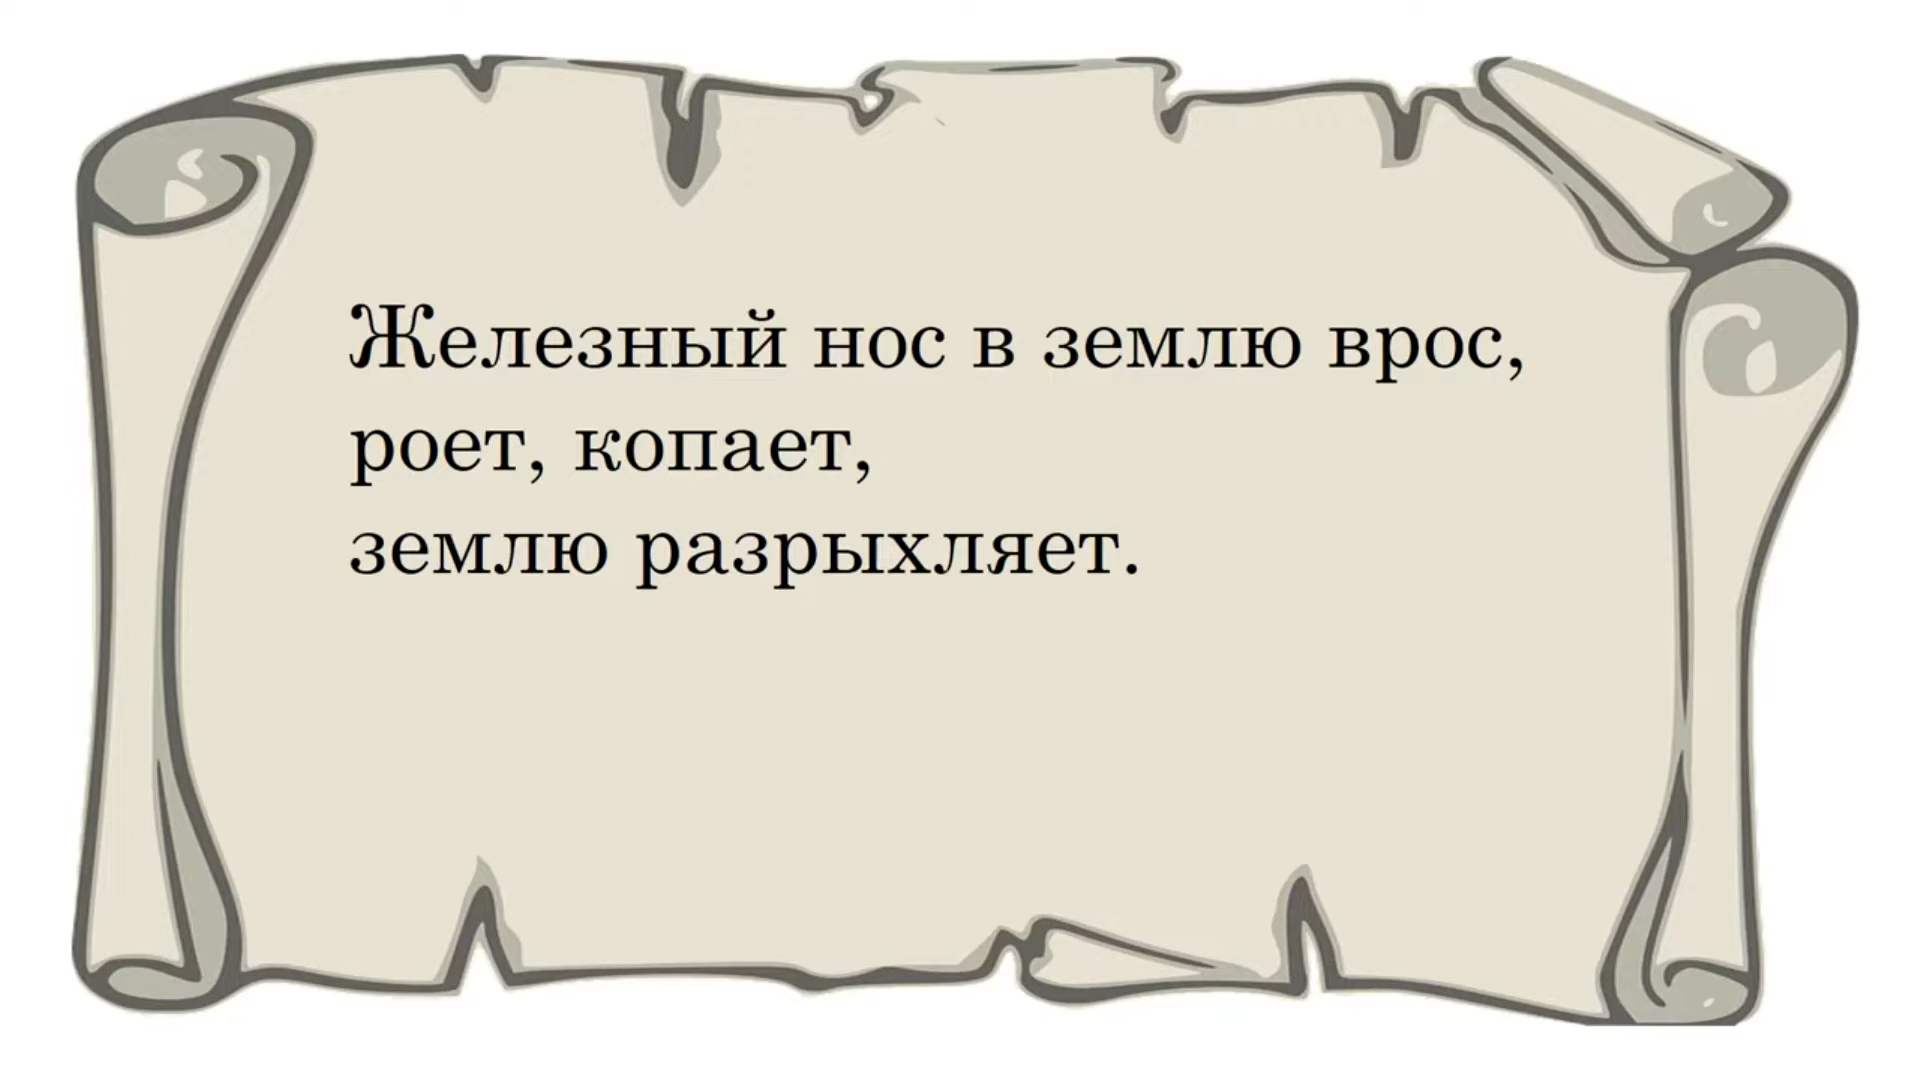 Железный нос в землю врос,
роет, копает,
землю разрыхляет.